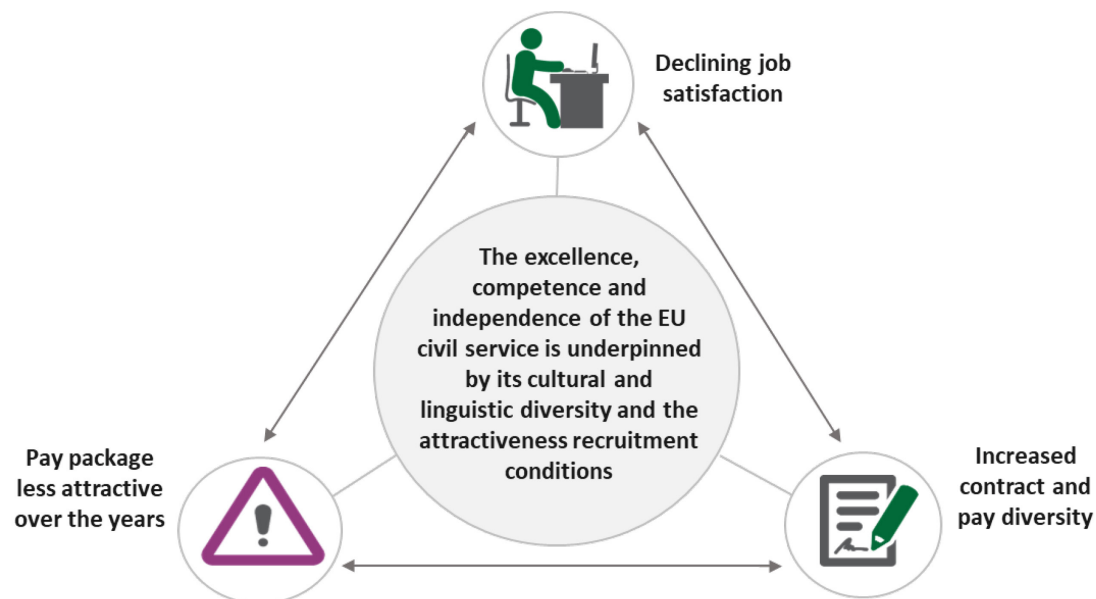 Declining job
satisfaction
The excellence,
competence and
independence of the EU
civil service is underpinned
by its cultural and
linguistic diversity and the
attractiveness recruitment
conditions
Pay package
less attractive
over the years
Increased
contract and
pay diversity